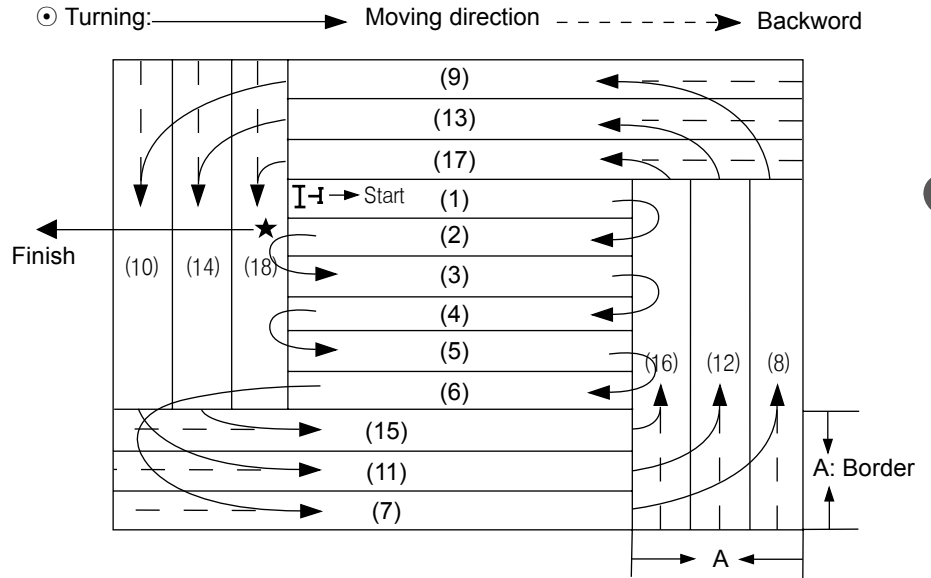 ⊙ Turning: Moving direction Backword
(9)
(13)
(17)
Start (1)
(2)
Finish
(10) (14) (18) (3)
(4)
(5)
(16) (12) (8)
(6)
(15)
(11)
A: Border
(7)
A